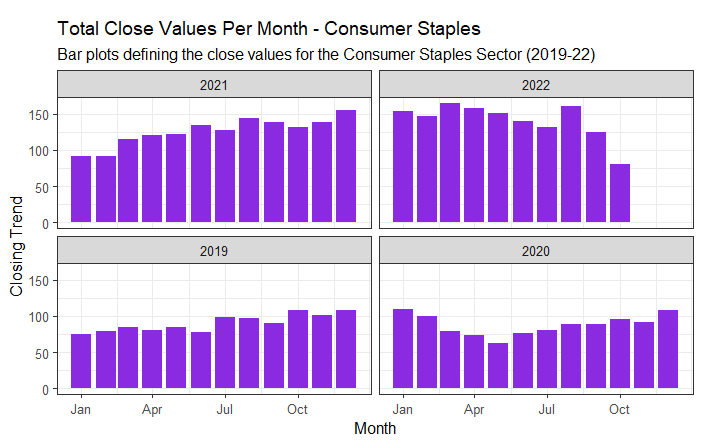 Total Close Values Per Month - Consumer Staples
Bar plots defining the close values for the Consumer Staples Sector (2019-22)
2021
2022
150
100
50
0
Closing Trend
2019
2020
150
100
50
0
Jan
Apr
Jul
Oct
Jan
Apr
Jul
Oct
Month